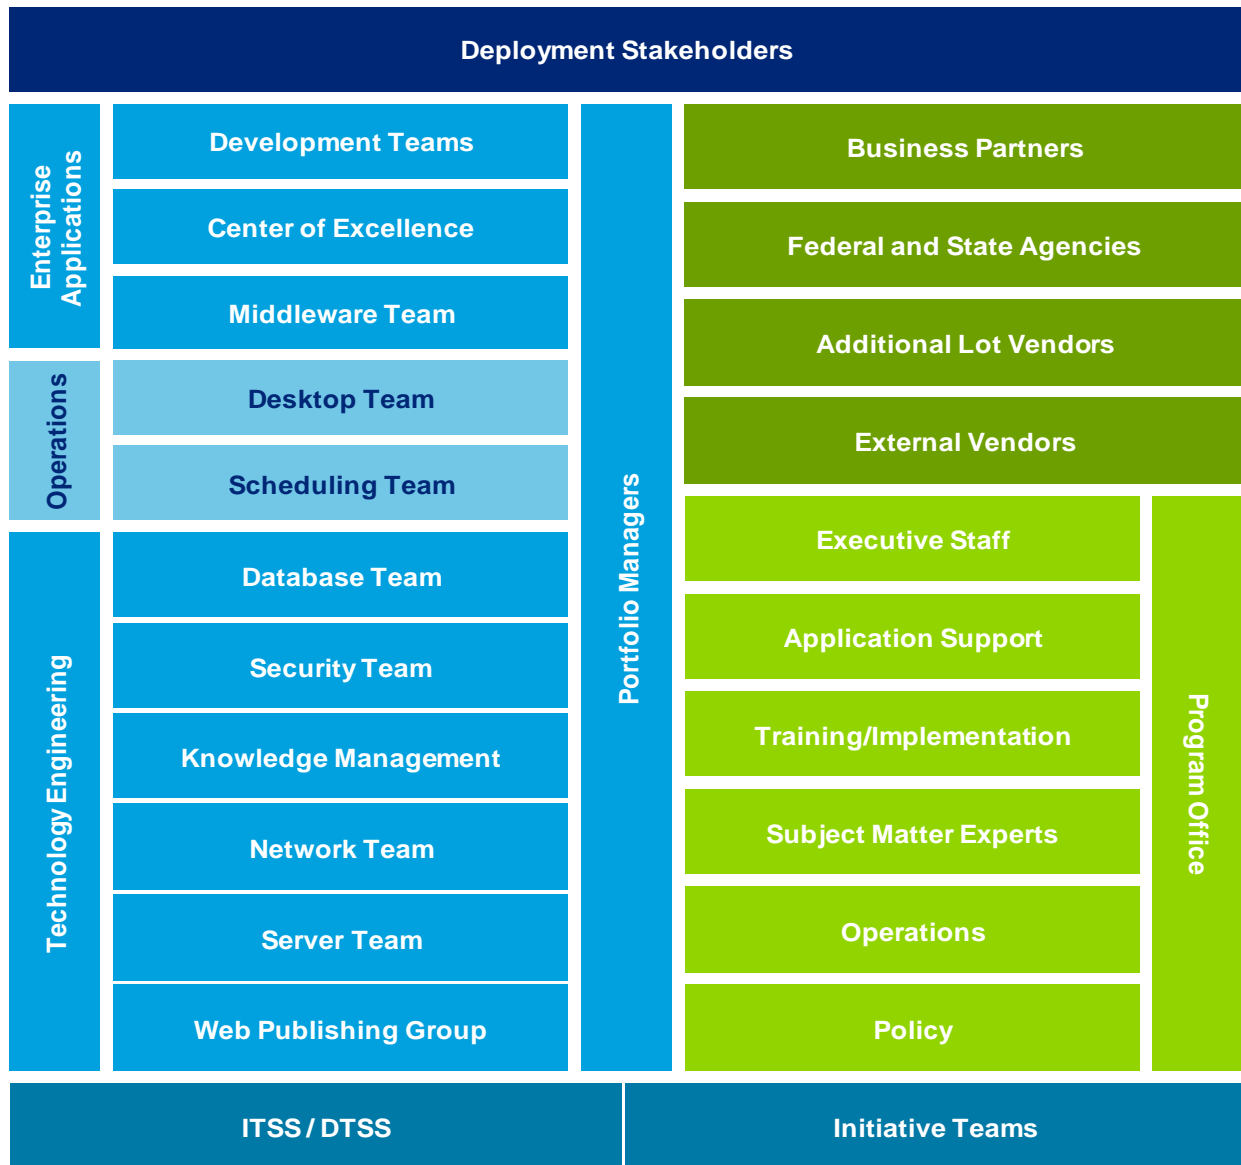 Deployment Stakeholders
Enterprise
Applications
Development Teams
Center of Excellence
Middleware Team
Operations
Desktop Team
Scheduling Team
Technology Engineering
Database Team
Security Team
Knowledge Management
Network Team
Server Team
Web Publishing Group
Portfolio Managers
Business Partners
Federal and State Agencies
Additional Lot Vendors
External Vendors
Executive Staff
Application Support
Training/Implementation
Subject Matter Experts
Operations
Policy
Program Office
ITSS / DTSS
Initiative Teams